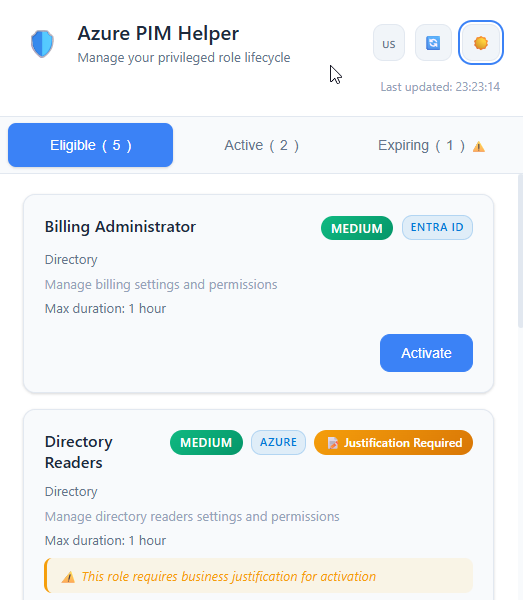 Azure PIM Helper
Manage your privileged role lifecycle
us
Last updated: 23:23:14
Eligible ( 5 )
Active ( 2 )
Expiring ( 1 ) ⚠️
Billing Administrator
MEDIUM
ENTRA ID
Directory
Manage billing settings and permissions
Max duration: 1 hour
Activate
Directory
Readers
MEDIUM
AZURE
📝 Justification Required
Directory
Manage directory readers settings and permissions
Max duration: 1 hour
⚠️ This role requires business justification for activation